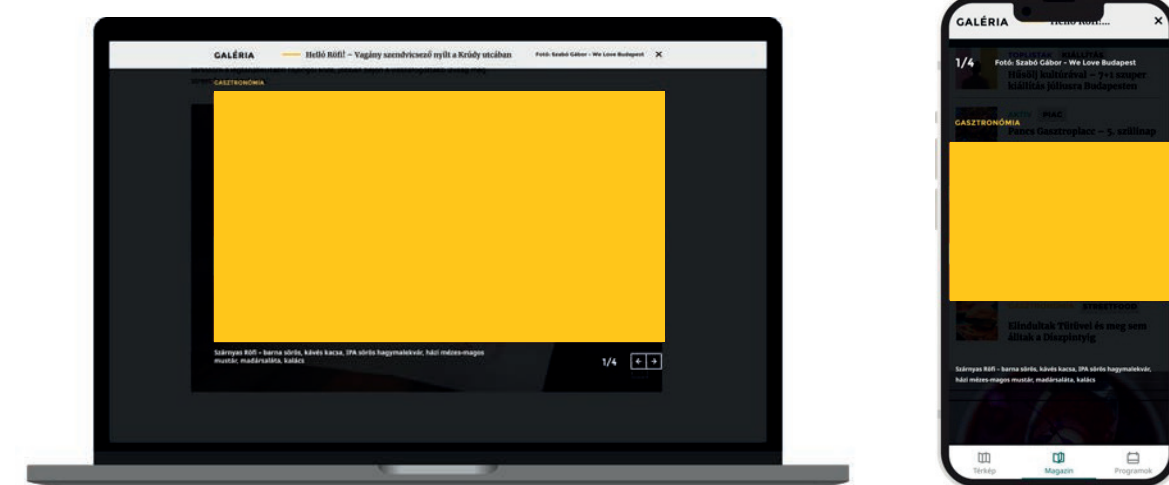 GALÉRIA
Helló Röfi! – Vagány szendvicsező nyílt a Krúdy utcában
Fotó: Szabó Gábor - We Love Budapest
GASZTRONÓMIA
Szárnyas Röfi – barna sörös, kávés kacsa, IPA sörös hagymalekvár, házi mézes-magos
mustár, madársaláta, kalács
1/4
GALÉRIA
TOPLISTÁK KIÁLLÍTÁS
1/4
Fotó: Szabó Gábor - We Love Budapest
Hűsölj kultúrával – 7+1 szuper
kiállítás júliusra Budapesten
PIAC
GASZTRONÓMIA
Pancs Gasztroplacc – 5. szülinap
STREETFOOD
Elindultak Tütüvel és meg sem
álltak a Diszpintyig
Szárnyas Röfi – barna sörös, kávés kacsa, IPA sörös hagymalekvár,
házi mézes-magos mustár, madársaláta, kalács
Térkép
Magazin
Programok